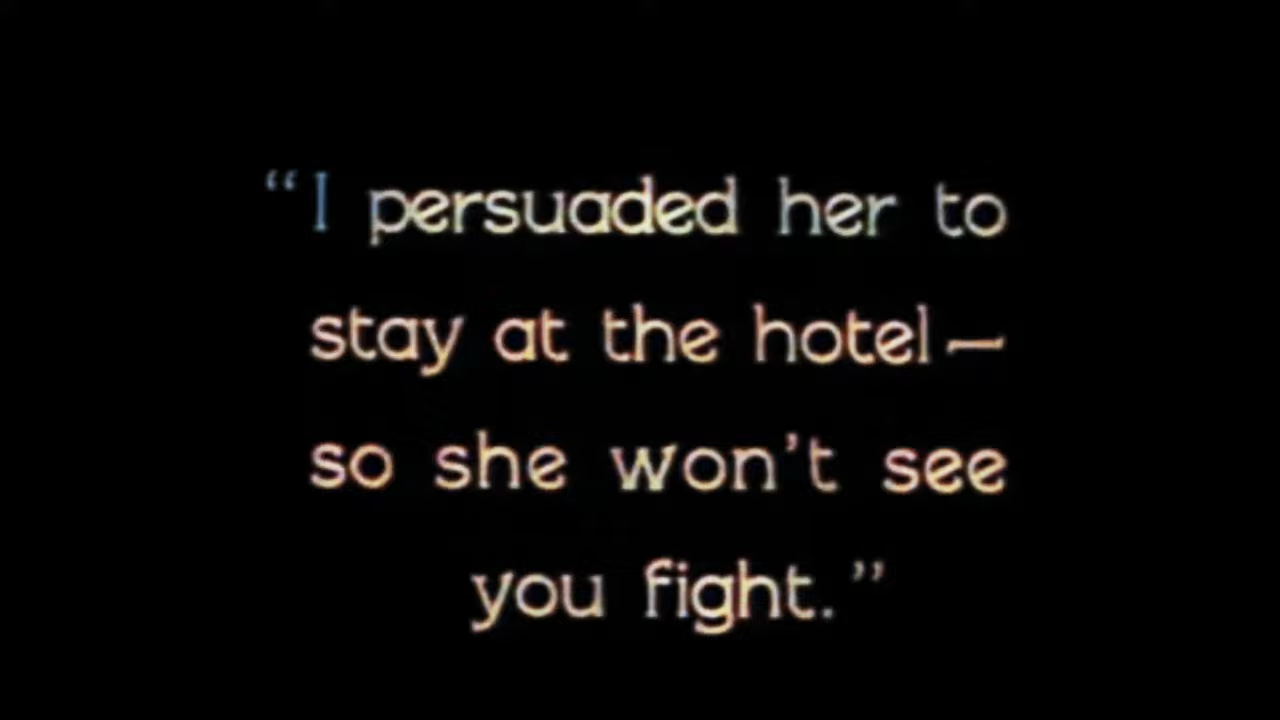 “I persuaded her to
stay at the hotel—
so she won’t see
you fight.”